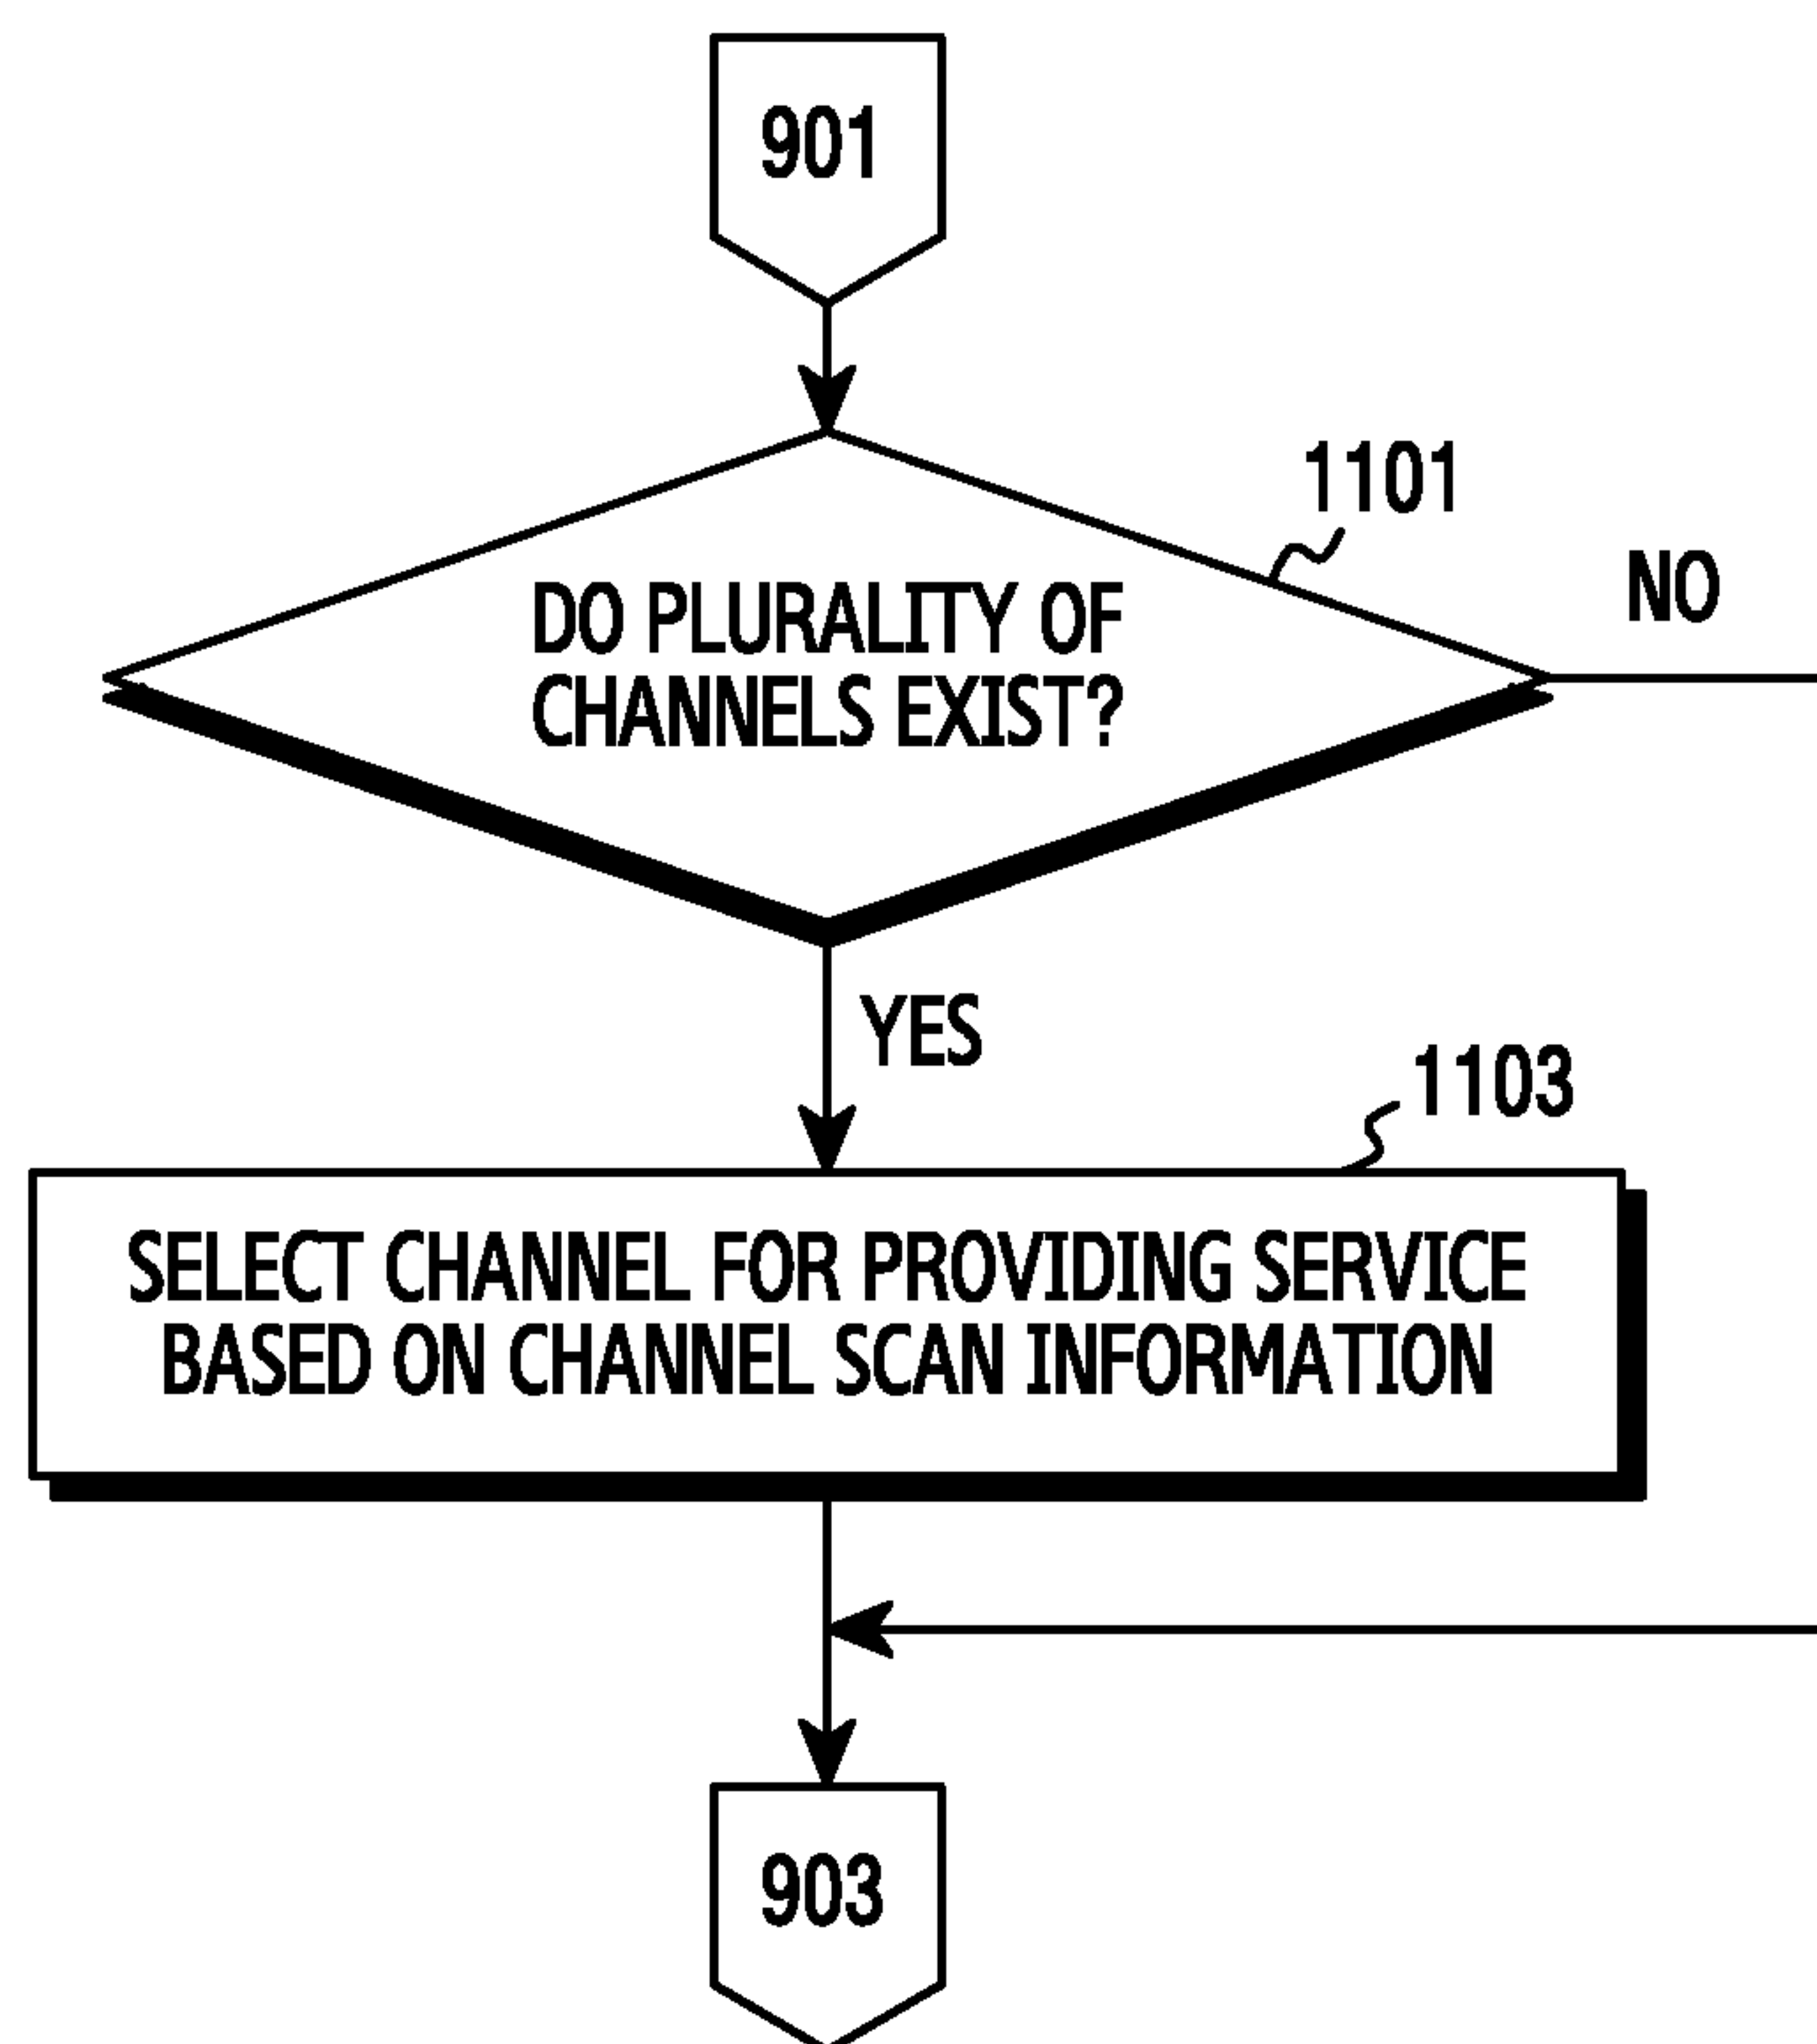 901
1101
NO
DO PLURALITY OF
CHANNELS EXIST?
YES
1103
SELECT CHANNEL FOR PROVIDING SERVICE
BASED ON CHANNEL SCAN INFORMATION
903